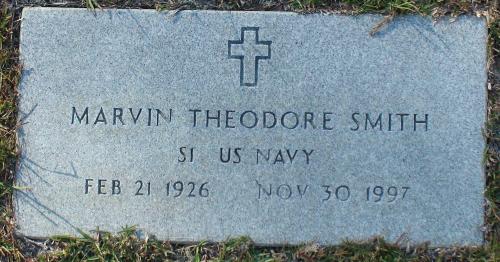 MARVIN THEODORE SMITH
S1 US NAVY
FEB 21 1926 NOV 30 1997